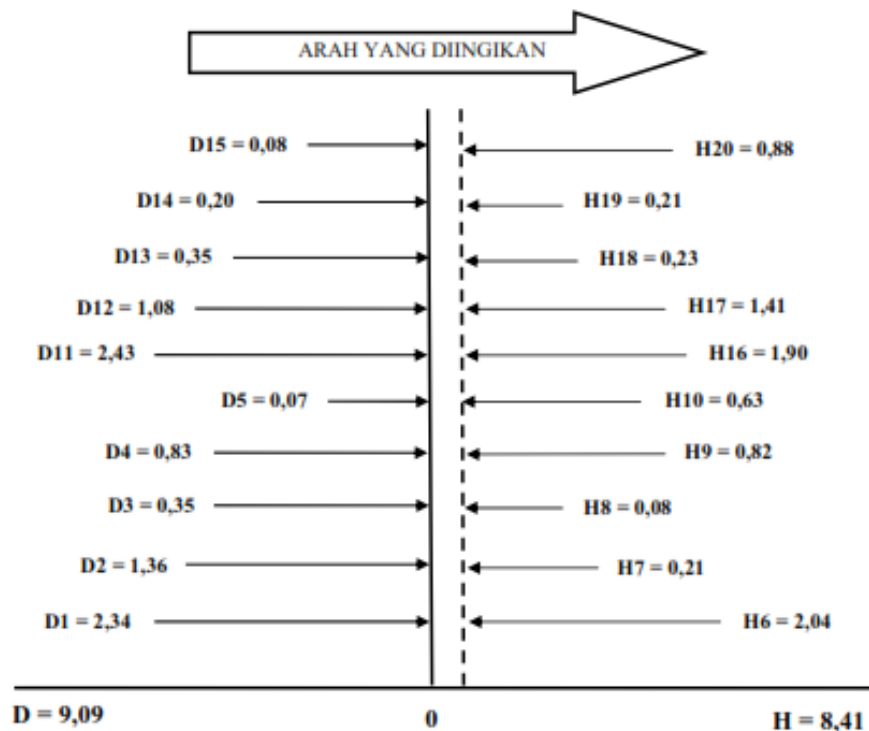 ARAH YANG DIINGIKAN
D15 = 0,08
H20 = 0,88
D14 = 0,20
H19 = 0,21
D13 = 0,35
H18 = 0,23
D12 = 1,08
H17 = 1,41
D11 = 2,43
H16 = 1,90
D5 = 0,07
H10 = 0,63
D4 = 0,83
H9 = 0,82
D3 = 0,35
H8 = 0,08
D2 = 1,36
H7 = 0,21
D1 = 2,34
H6 = 2,04
D = 9,09
0
H = 8,41